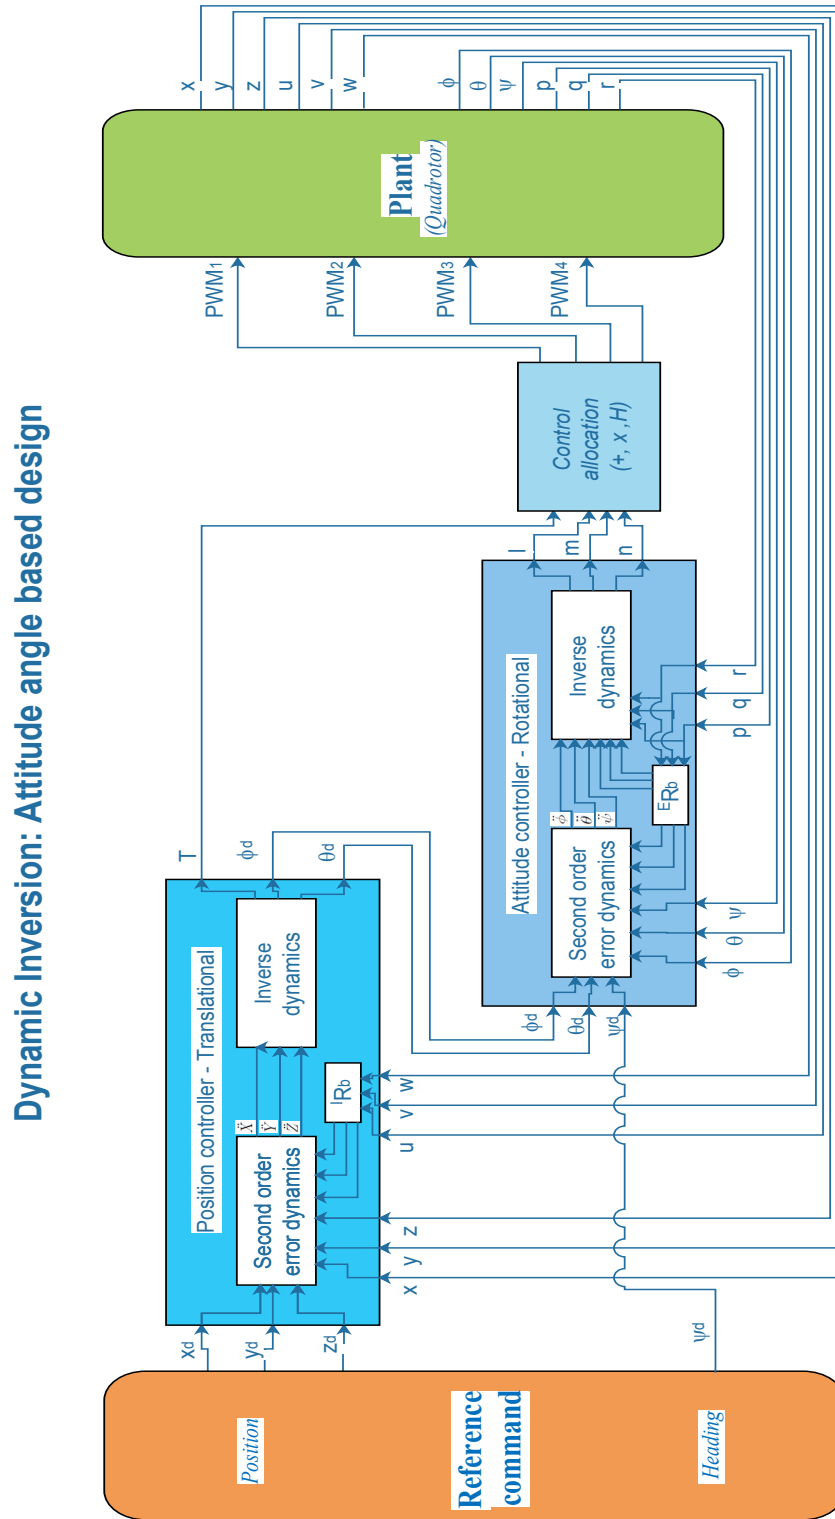 Dynamic Inversion: Attitude angle based design
Reference
command
Position
Heading
xd
yd
zd
ψd
Position controller - Translational
Second order
error dynamics
Ẍ
Ÿ
Z̈
Inverse
dynamics
IRb
x
y
z
u
v
w
T
ϕd
θd
Attitude controller - Rotational
ϕd
θd
ψd
Second order
error dynamics
ϕ̈
θ̈
ψ̈
Inverse
dynamics
ERb
ϕ
θ
ψ
p
q
r
l
m
n
Control
allocation
(+, x ,H)
PWM1
PWM2
PWM3
PWM4
Plant
(Quadrotor)
x
y
z
u
v
w
ϕ
θ
ψ
p
q
r